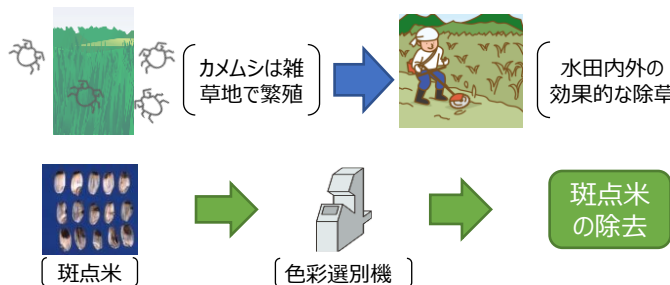 カメムシは雑
草地で繁殖
水田内外の
効果的な除草
斑点米
色彩選別機
斑点米
の除去